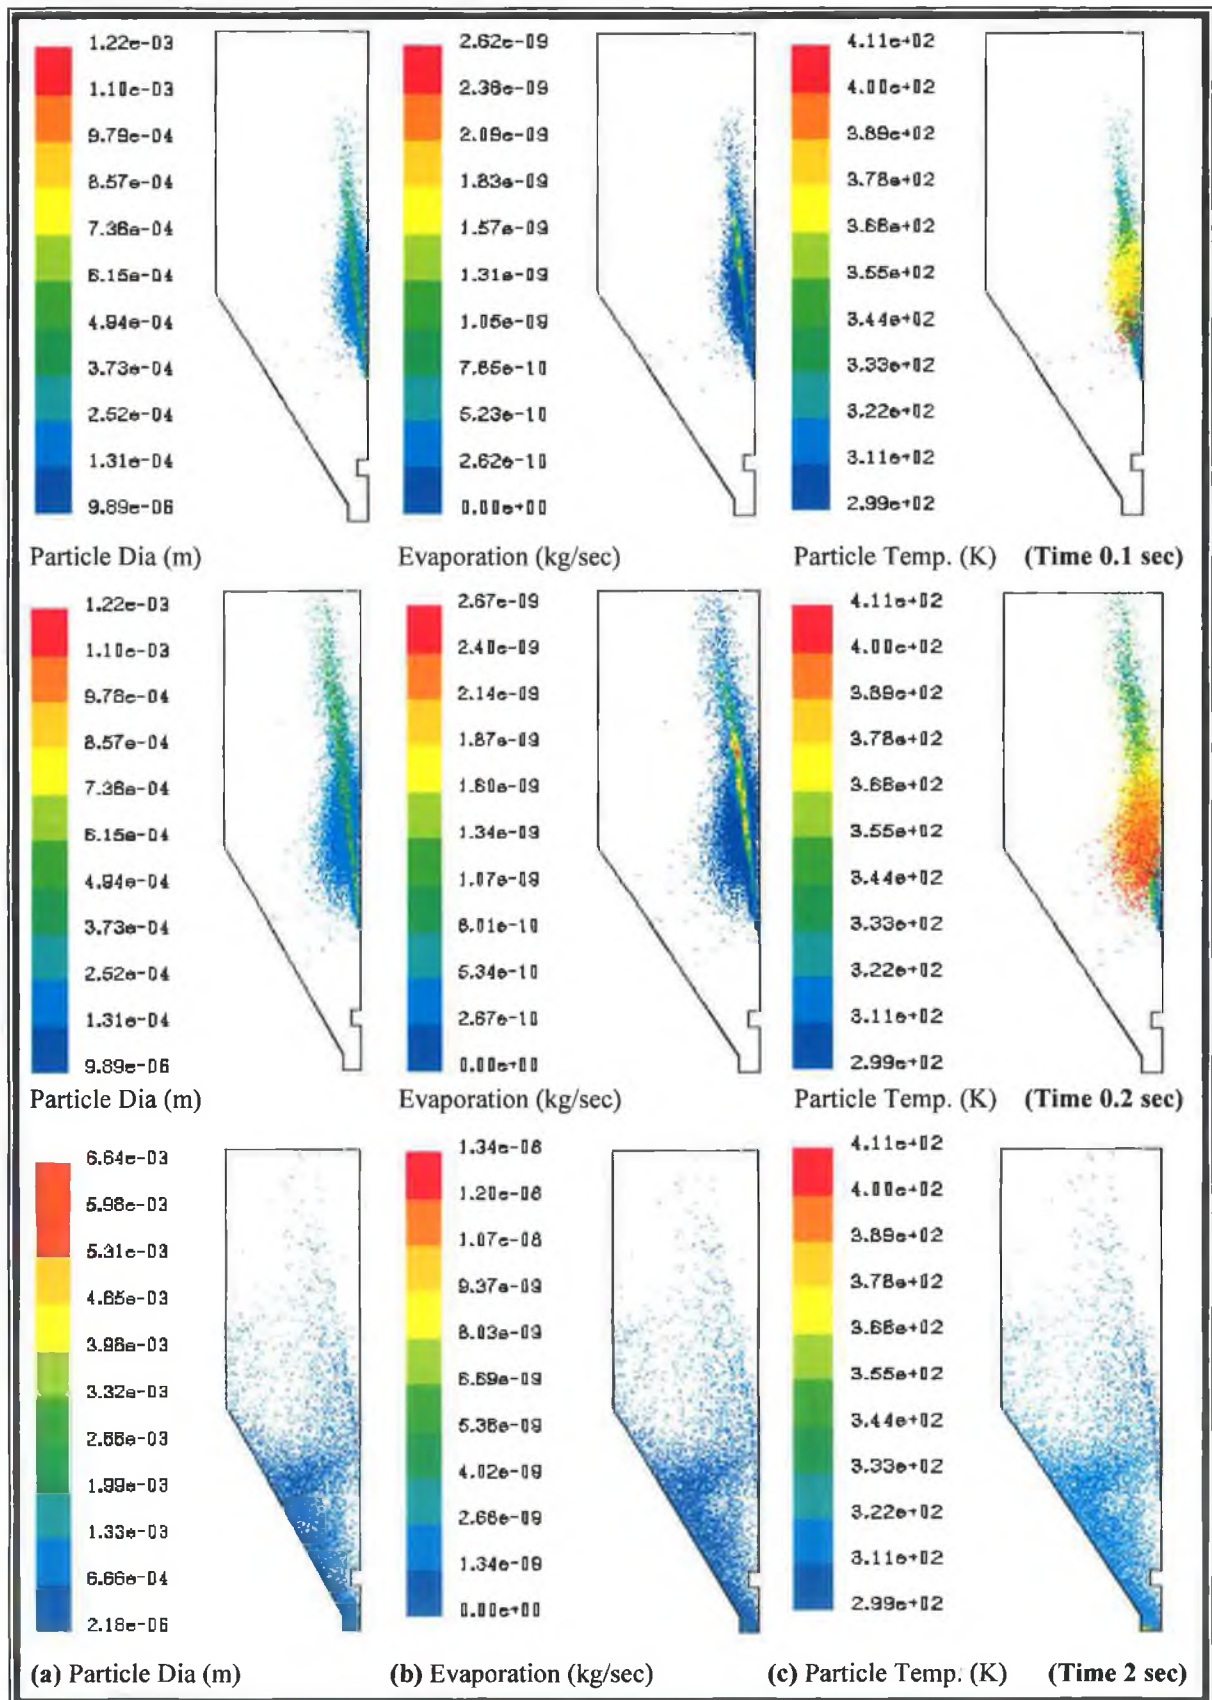 1.22e-03
1.10e-03
9.79e-04
8.57e-04
7.36e-04
6.15e-04
4.94e-04
3.73e-04
2.52e-04
1.31e-04
9.89e-06
Particle Dia (m)
2.62e-09
2.36e-09
2.09e-09
1.83e-09
1.57e-09
1.31e-09
1.05e-09
7.85e-10
5.23e-10
2.62e-10
0.00e+00
Evaporation (kg/sec)
4.11e+02
4.00e+02
3.89e+02
3.78e+02
3.66e+02
3.55e+02
3.44e+02
3.33e+02
3.22e+02
3.11e+02
2.99e+02
Particle Temp. (K) (Time 0.1 sec)
1.22e-03
1.10e-03
9.78e-04
8.57e-04
7.36e-04
6.15e-04
4.94e-04
3.73e-04
2.52e-04
1.31e-04
9.89e-06
Particle Dia (m)
2.67e-09
2.40e-09
2.14e-09
1.87e-09
1.60e-09
1.34e-09
1.07e-09
8.01e-10
5.34e-10
2.67e-10
0.00e+00
Evaporation (kg/sec)
4.11e+02
4.00e+02
3.89e+02
3.78e+02
3.66e+02
3.55e+02
3.44e+02
3.33e+02
3.22e+02
3.11e+02
2.99e+02
Particle Temp. (K) (Time 0.2 sec)
6.64e-03
5.98e-03
5.31e-03
4.65e-03
3.98e-03
3.32e-03
2.66e-03
1.99e-03
1.33e-03
6.66e-04
2.18e-06
(a) Particle Dia (m)
1.34e-08
1.20e-08
1.07e-08
9.37e-09
8.03e-09
6.69e-09
5.36e-09
4.02e-09
2.68e-09
1.34e-09
0.00e+00
(b) Evaporation (kg/sec)
4.11e+02
4.00e+02
3.89e+02
3.78e+02
3.66e+02
3.55e+02
3.44e+02
3.33e+02
3.22e+02
3.11e+02
2.99e+02
(c) Particle Temp. (K) (Time 2 sec)